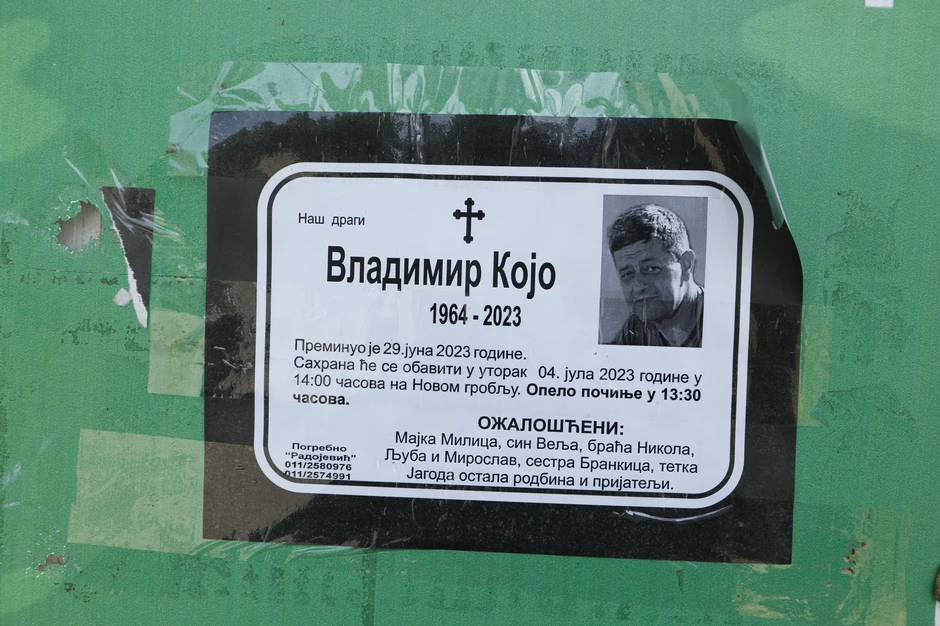 Наш драги
Владимир Којо
1964 - 2023
Преминуо је 29.јуна 2023 године.
Сахрана ће се обавити у уторак 04. јула 2023 године у
14:00 часова на Новом гробљу. Опело почиње у 13:30
часова.
ОЖАЛОШЋЕНИ:
Мајка Милица, син Веља, браћа Никола,
Љуба и Мирослав, сестра Бранкица, тетка
Јагода остала родбина и пријатељи.
Погребно
"Радојевић"
011/2580976
011/2574991